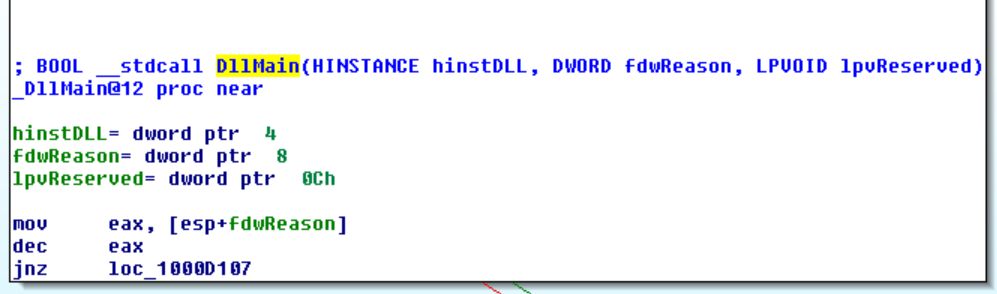 ; BOOL __stdcall DllMain(HINSTANCE hinstDLL, DWORD fdwReason, LPVOID lpvReserved)
_DllMain@12 proc near
hinstDLL= dword ptr  4
fdwReason= dword ptr  8
lpvReserved= dword ptr  0Ch
mov     eax, [esp+fdwReason]
dec     eax
jnz     loc_1000D107